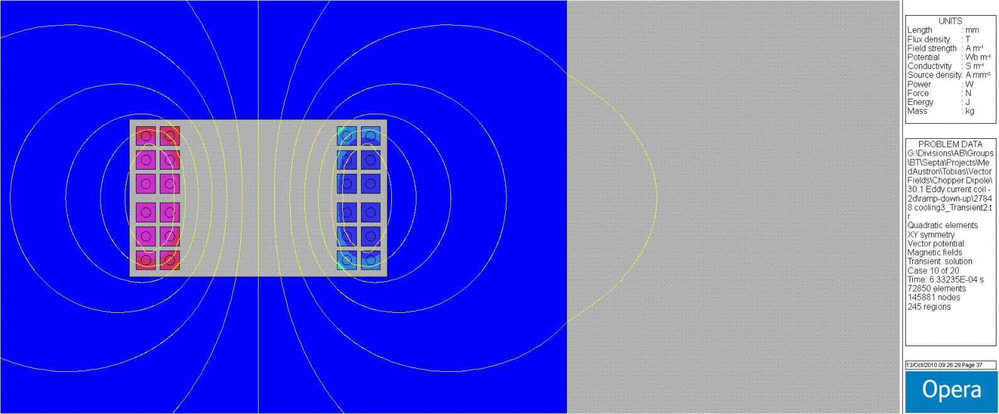 UNITS
Length : mm
Flux density : T
Field strength : A m⁻¹
Potential : Wb m⁻¹
Conductivity : S m⁻¹
Source density: A mm⁻²
Power : W
Force : N
Energy : J
Mass : kg
PROBLEM DATA
G:\Divisions\AB\Groups
\BT\Septa\Projects\Me
dAustron\Tobias\Vector
Fields\Chopper Dipole\
30.1 Eddy current coil -
2d\ramp-down-up\2784
8 cooling3_Transient2.t
r
Quadratic elements
XY symmetry
Vector potential
Magnetic fields
Transient solution
Case 10 of 20
Time: 6.33235E-04 s
72850 elements
145881 nodes
245 regions
13/Oct/2010 09:26:29 Page 37
Opera